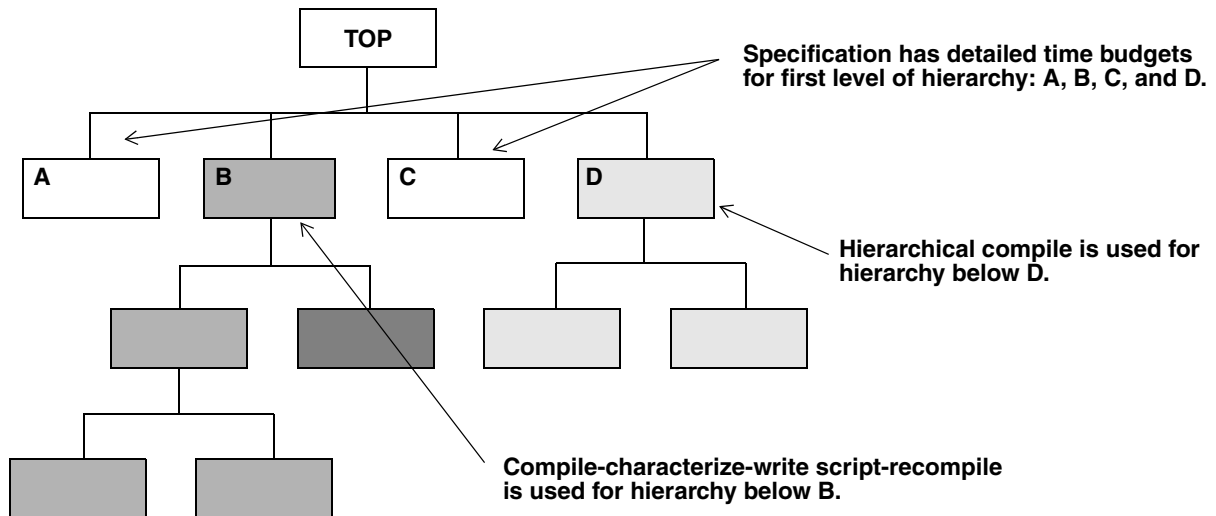 TOP
Specification has detailed time budgets
for first level of hierarchy: A, B, C, and D.
A
B
C
D
Hierarchical compile is used for
hierarchy below D.
Compile-characterize-write script-recompile
is used for hierarchy below B.